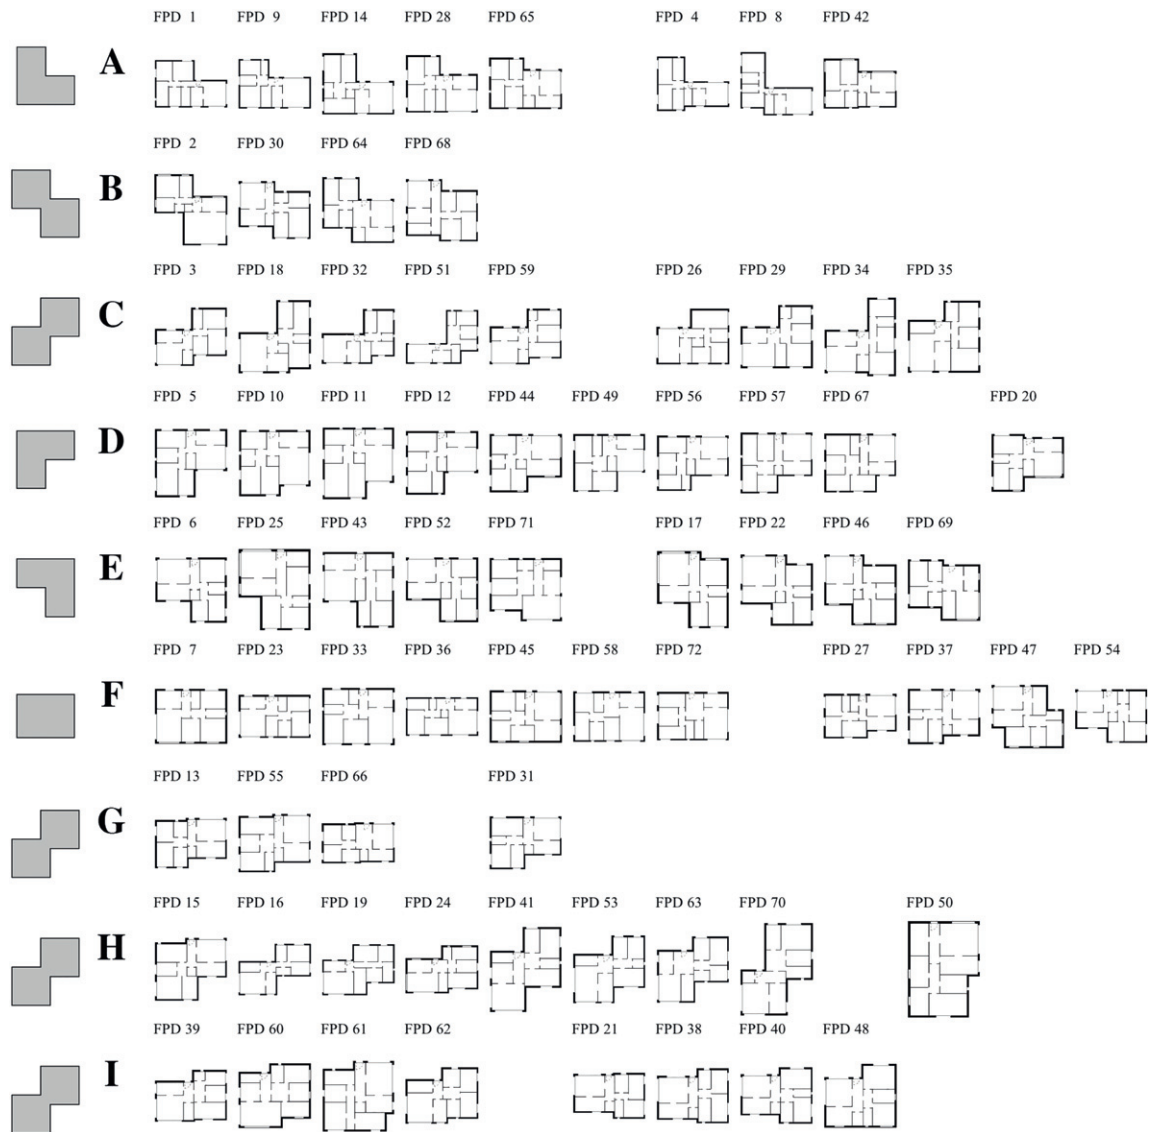 FPD 1 FPD 9 FPD 14 FPD 28 FPD 65 FPD 4 FPD 8 FPD 42
A
FPD 2 FPD 30 FPD 64 FPD 68
B
FPD 3 FPD 18 FPD 32 FPD 51 FPD 59 FPD 26 FPD 29 FPD 34 FPD 35
C
FPD 5 FPD 10 FPD 11 FPD 12 FPD 44 FPD 49 FPD 56 FPD 57 FPD 67 FPD 20
D
FPD 6 FPD 25 FPD 43 FPD 52 FPD 71 FPD 17 FPD 22 FPD 46 FPD 69
E
FPD 7 FPD 23 FPD 33 FPD 36 FPD 45 FPD 58 FPD 72 FPD 27 FPD 37 FPD 47 FPD 54
F
FPD 13 FPD 55 FPD 66 FPD 31
G
FPD 15 FPD 16 FPD 19 FPD 24 FPD 41 FPD 53 FPD 63 FPD 70 FPD 50
H
FPD 39 FPD 60 FPD 61 FPD 62 FPD 21 FPD 38 FPD 40 FPD 48
I